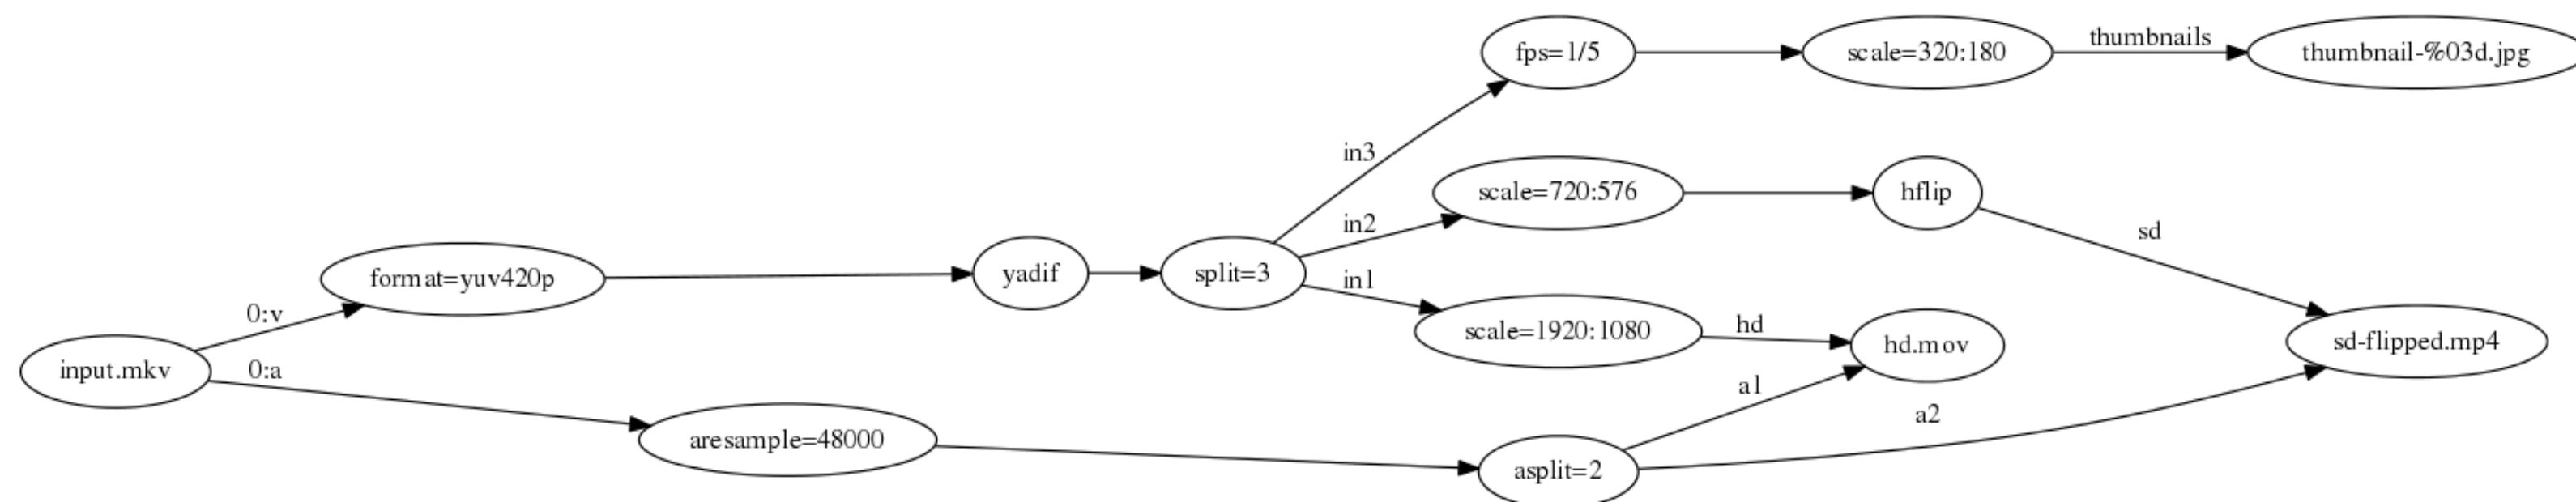 fps=1/5
scale=320:180
thumbnails
thumbnail-%03d.jpg
in3
scale=720:576
hflip
in2
sd
format=yuv420p
yadif
split=3
in1
0:v
scale=1920:1080
hd
hd.mov
sd-flipped.mp4
input.mkv
0:a
a1
a2
aresample=48000
asplit=2